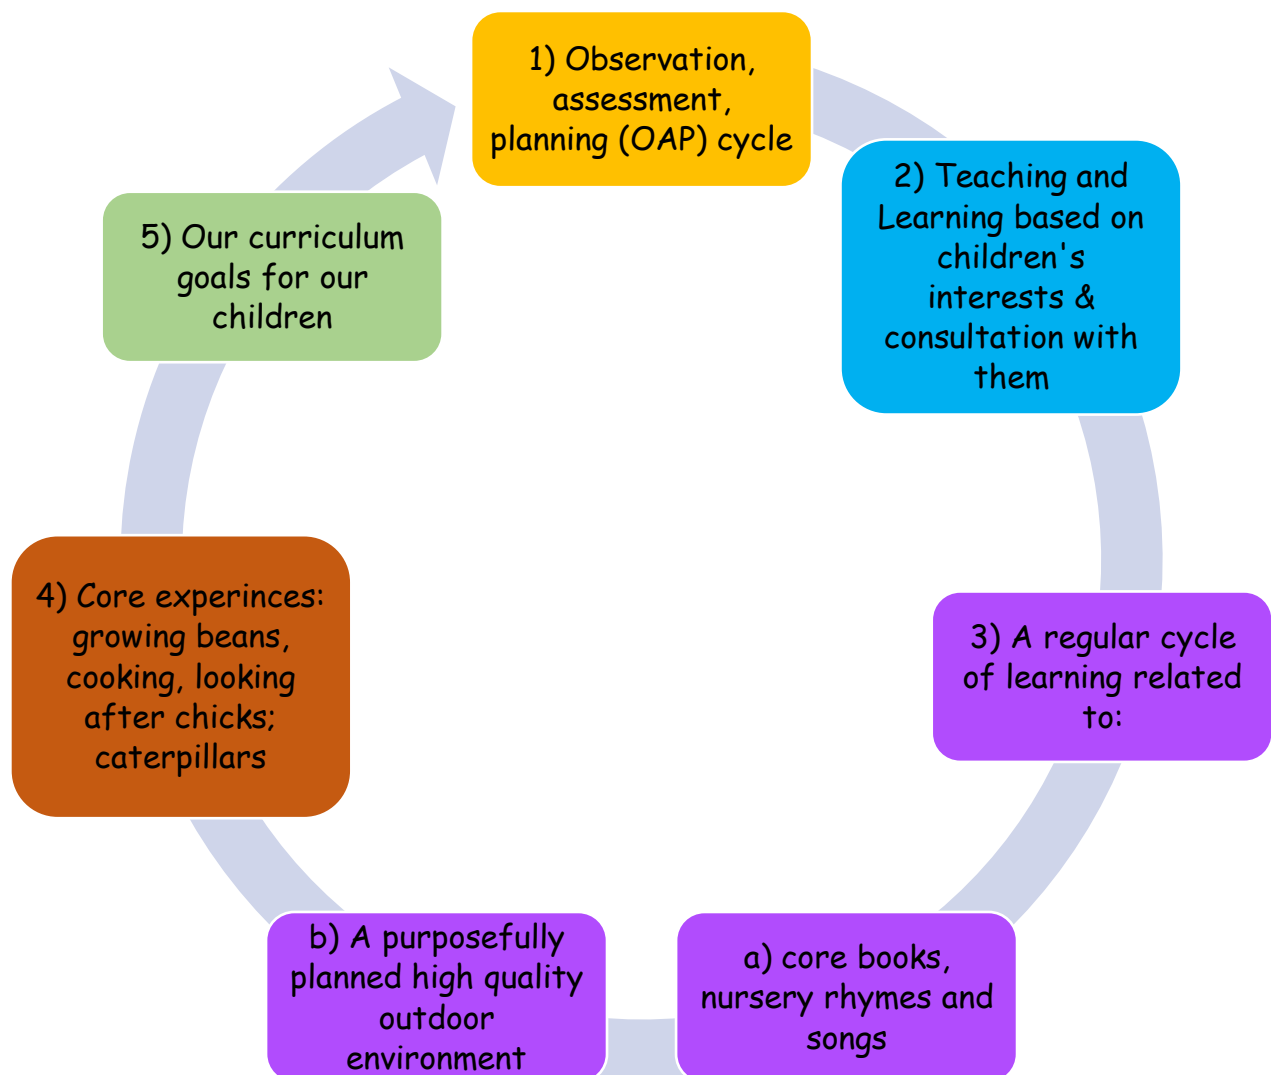 1) Observation,
assessment,
planning (OAP) cycle
2) Teaching and
Learning based on
children's
interests &
consultation with
them
3) A regular cycle
of learning related
to:
a) core books,
nursery rhymes and
songs
b) A purposefully
planned high quality
outdoor
environment
4) Core experinces:
growing beans,
cooking, looking
after chicks;
caterpillars
5) Our curriculum
goals for our
children